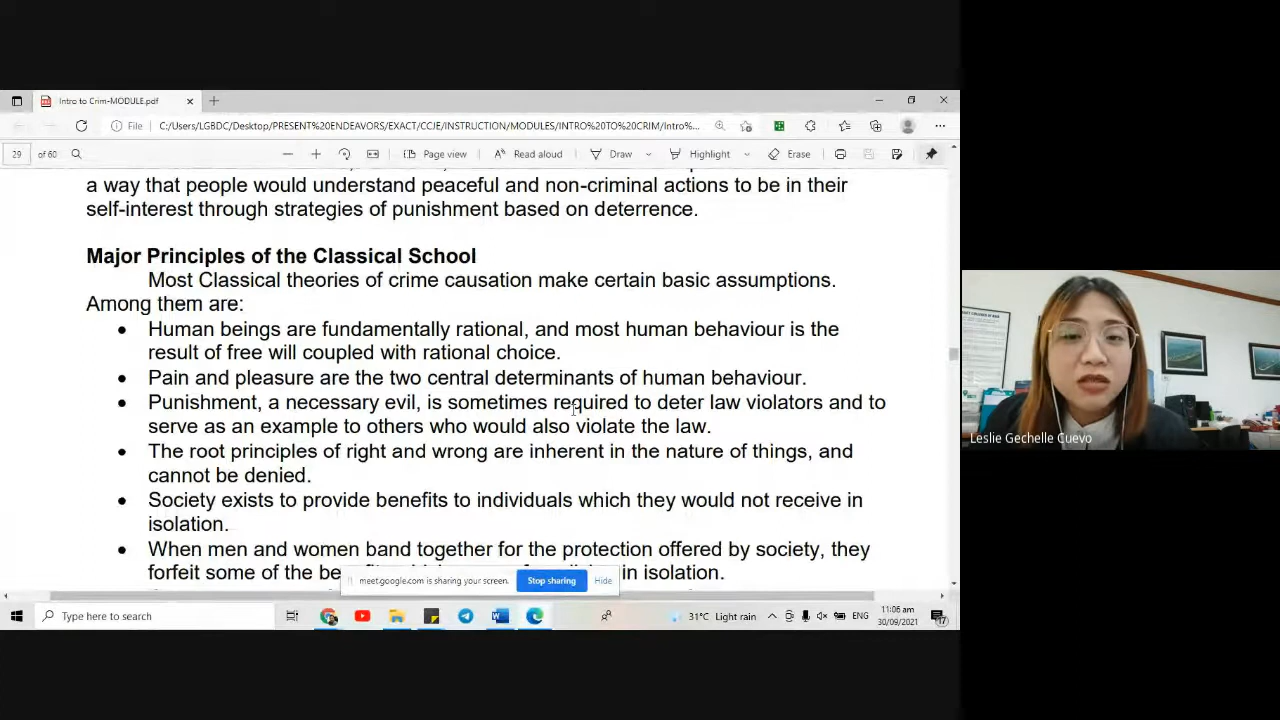 Intro to Crim-MODULE.pdf
File
C:/Users/LGBDC/Desktop/PRESENT%20ENDEAVORS/EXACT/CCJE/INSTRUCTION/MODULES/INTRO%20TO%20CRIM/Intro%...
29 of 60
Page view
Read aloud
Draw
Highlight
Erase
a way that people would understand peaceful and non-criminal actions to be in their
self-interest through strategies of punishment based on deterrence.
Major Principles of the Classical School
Most Classical theories of crime causation make certain basic assumptions.
Among them are:
• Human beings are fundamentally rational, and most human behaviour is the
result of free will coupled with rational choice.
• Pain and pleasure are the two central determinants of human behaviour.
• Punishment, a necessary evil, is sometimes required to deter law violators and to
serve as an example to others who would also violate the law.
• The root principles of right and wrong are inherent in the nature of things, and
cannot be denied.
• Society exists to provide benefits to individuals which they would not receive in
isolation.
• When men and women band together for the protection offered by society, they
forfeit some of the in isolation.
meet.google.com is sharing your screen.
Stop sharing
Hide
Type here to search
31°C Light rain
ENG
11:06 am
30/09/2021
17
Leslie Gechelle Cuevo